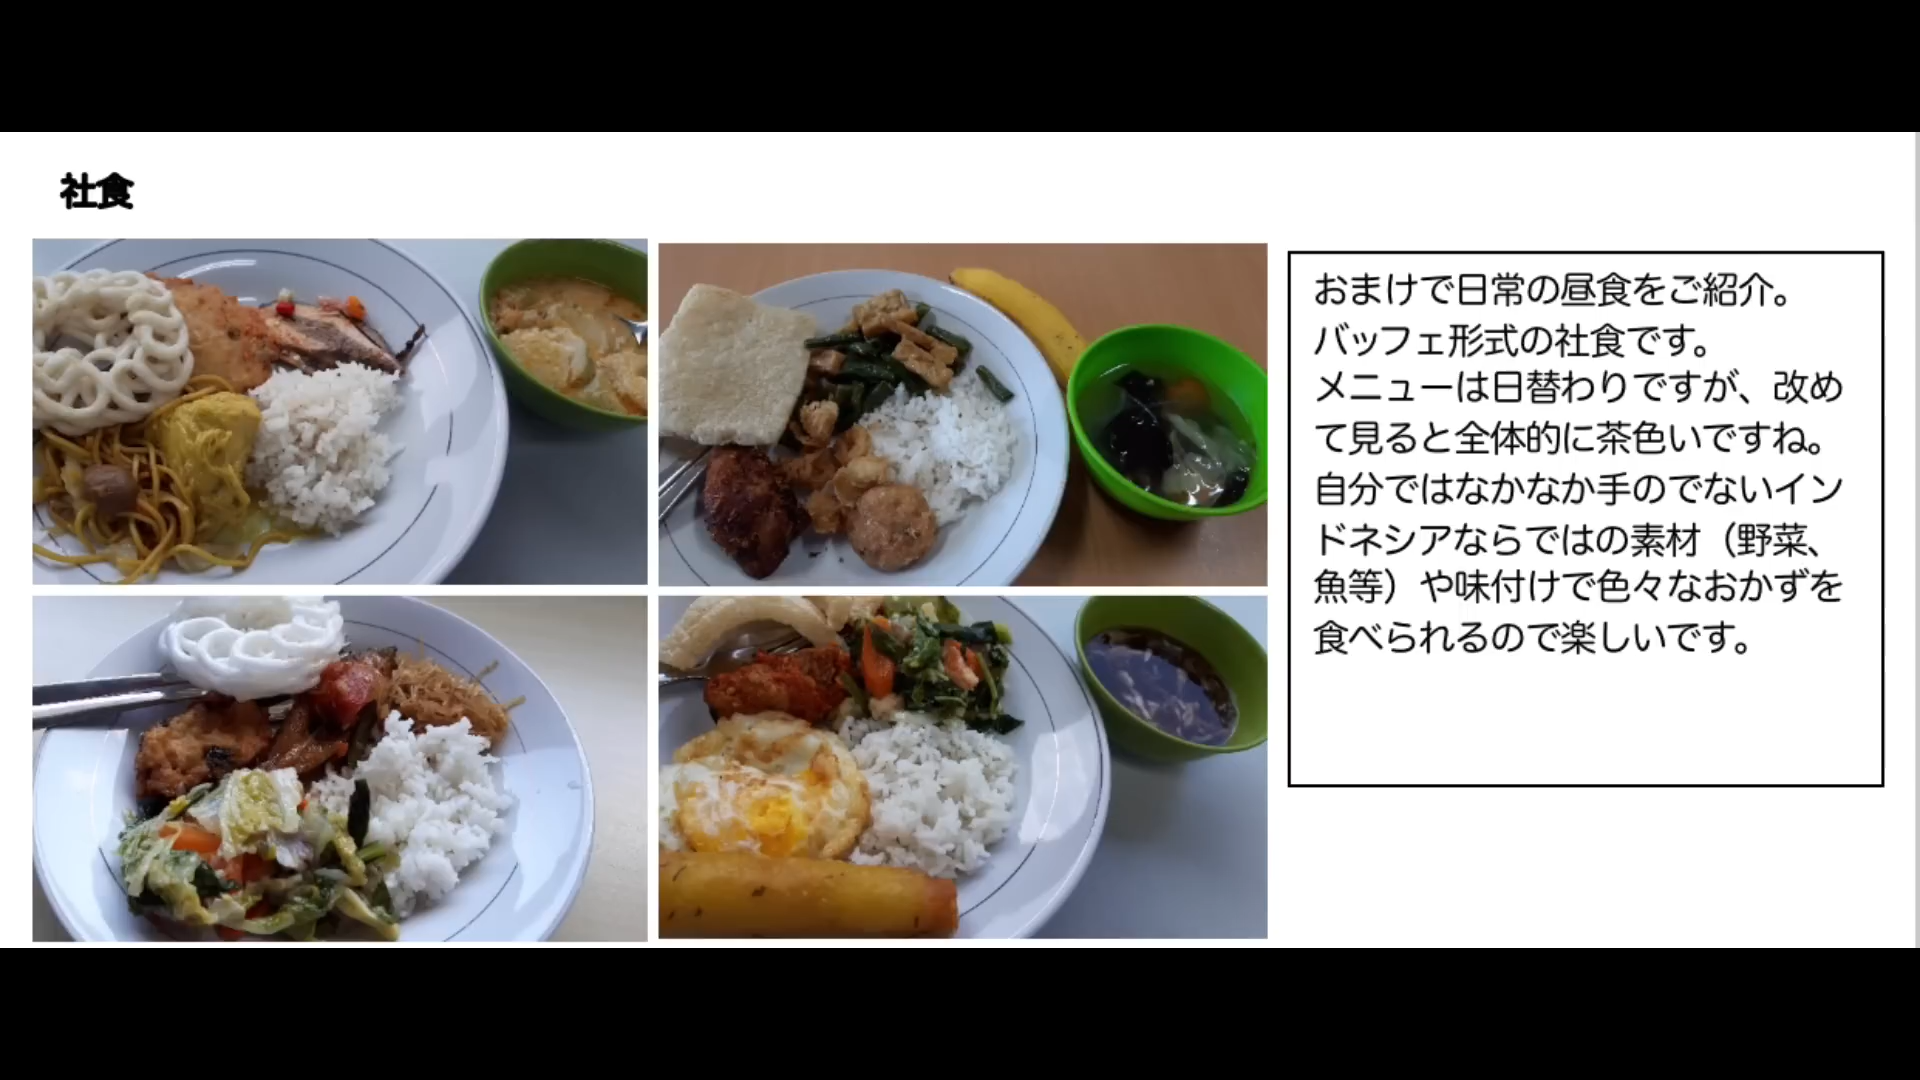 社食
おまけで日常の昼食をご紹介。
バッフェ形式の社食です。
メニューは日替わりですが、改め
て見ると全体的に茶色いですね。
自分ではなかなか手のでないイン
ドネシアならではの素材（野菜、
魚等）や味付けで色々なおかずを
食べられるので楽しいです。